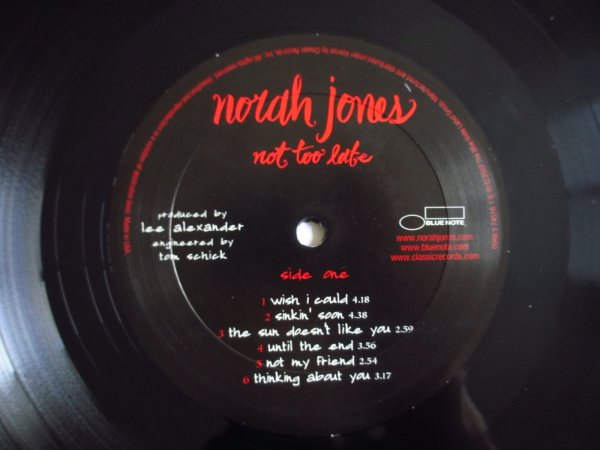 norah jones
not too late
produced by
lee alexander
engineered by
tom schick
BLUE NOTE
www.norahjones.com
www.bluenote.com
www.classicrecords.com
side one
1 wish i could 4.18
2 sinkin' soon 4.38
3 the sun doesn't like you 2.59
4 until the end 3.56
5 not my friend 2.54
6 thinking about you 3.17